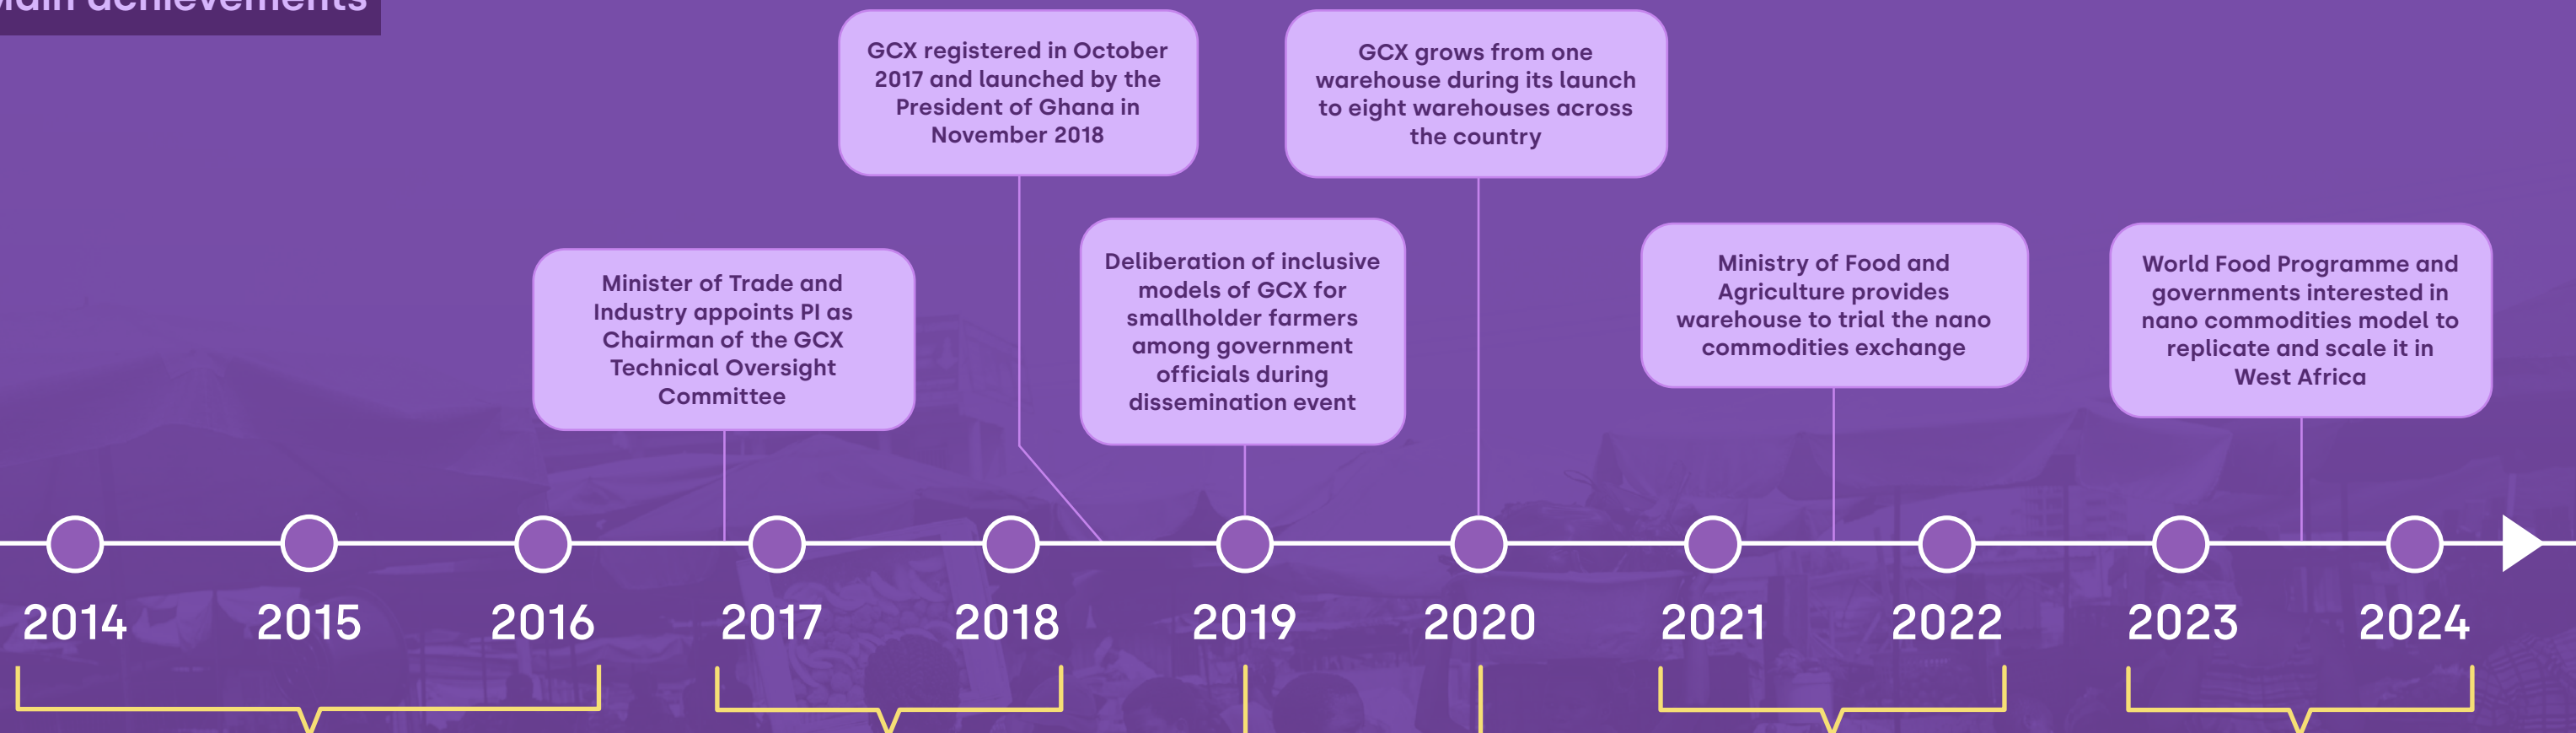 achievements
GCX registered in October
2017 and launched by the
President of Ghana in
November 2018
GCX grows from one
warehouse during its launch
to eight warehouses across
the country
Minister of Trade and
Industry appoints PI as
Chairman of the GCX
Technical Oversight
Committee
Deliberation of inclusive
models of GCX for
smallholder farmers
among government
officials during
dissemination event
Ministry of Food and
Agriculture provides
warehouse to trial the nano
commodities exchange
World Food Programme and
governments interested in
nano commodities model to
replicate and scale it in
West Africa
2014
2015
2016
2017
2018
2019
2020
2021
2022
2023
2024